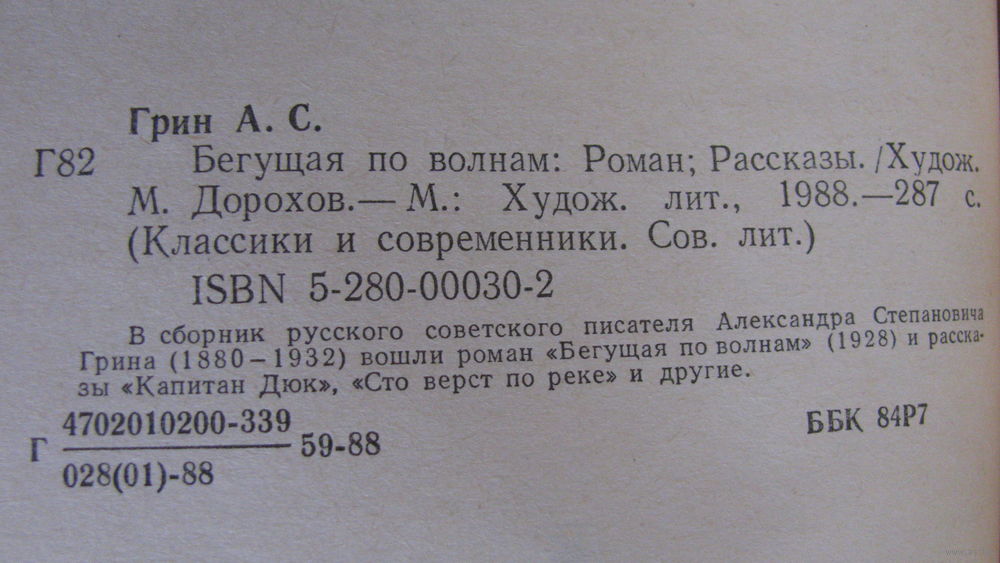 Грин А. С.
Г82 Бегущая по волнам: Роман; Рассказы./Худож.
М. Дорохов.— М.: Худож. лит., 1988.—287 с.
(Классики и современники. Сов. лит.)
ISBN 5-280-00030-2
В сборник русского советского писателя Александра Степановича
Грина (1880—1932) вошли роман «Бегущая по волнам» (1928) и расска-
зы «Капитан Дюк», «Сто верст по реке» и другие.
4702010200-339
Г 59-88
028(01)-88
ББК 84Р7